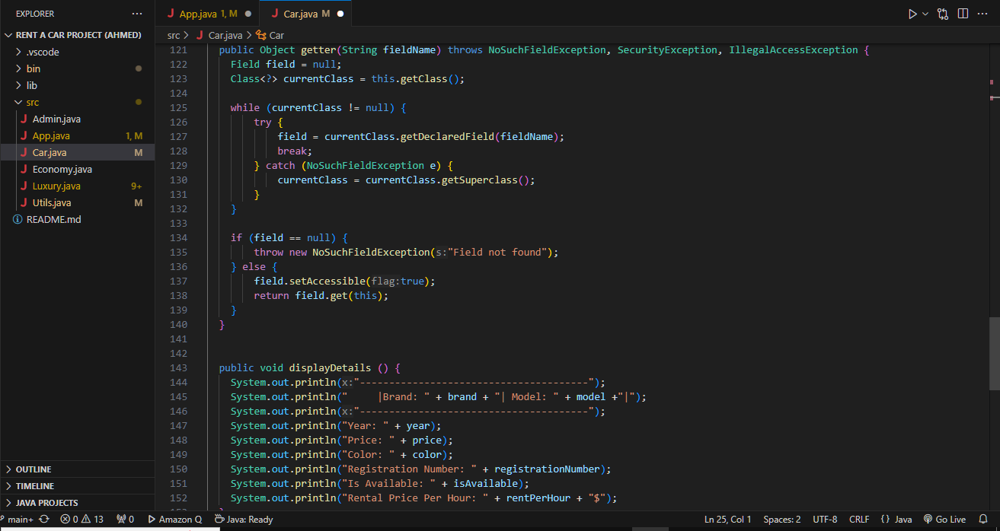 EXPLORER
RENT A CAR PROJECT (AHMED)
.vscode
bin
lib
src
Admin.java
App.java 1, M
Car.java M
Economy.java
Luxury.java 9+
Utils.java M
README.md
OUTLINE
TIMELINE
JAVA PROJECTS
App.java 1, M
Car.java M
src > Car.java > Car
121 public Object getter(String fieldName) throws NoSuchFieldException, SecurityException, IllegalAccessException {
122 Field field = null;
123 Class<?> currentClass = this.getClass();
124
125 while (currentClass != null) {
126 try {
127 field = currentClass.getDeclaredField(fieldName);
128 break;
129 } catch (NoSuchFieldException e) {
130 currentClass = currentClass.getSuperclass();
131 }
132 }
133
134 if (field == null) {
135 throw new NoSuchFieldException(s:"Field not found");
136 } else {
137 field.setAccessible(flag:true);
138 return field.get(this);
139 }
140 }
141
142
143 public void displayDetails () {
144 System.out.println(x:"--------------------------------------");
145 System.out.println("     |Brand: " + brand + "| Model: " + model +"|");
146 System.out.println(x:"--------------------------------------");
147 System.out.println("Year: " + year);
148 System.out.println("Price: " + price);
149 System.out.println("Color: " + color);
150 System.out.println("Registration Number: " + registrationNumber);
151 System.out.println("Is Available: " + isAvailable);
152 System.out.println("Rental Price Per Hour: " + rentPerHour + "$");
main+ 0 13 0 Amazon Q Java: Ready Ln 25, Col 1 Spaces: 2 UTF-8 CRLF {} Java Go Live